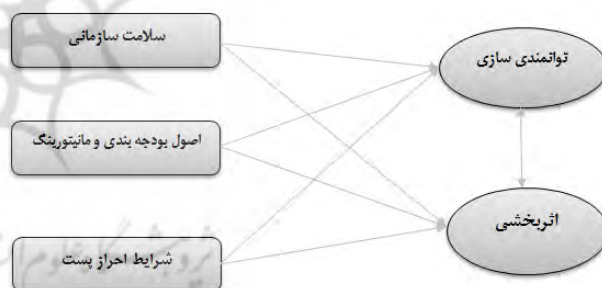 سلامت سازمانی
توانمندی سازی
اصول بودجه بندی و مانیتورینگ
اثربخشی
شرایط احراز پست